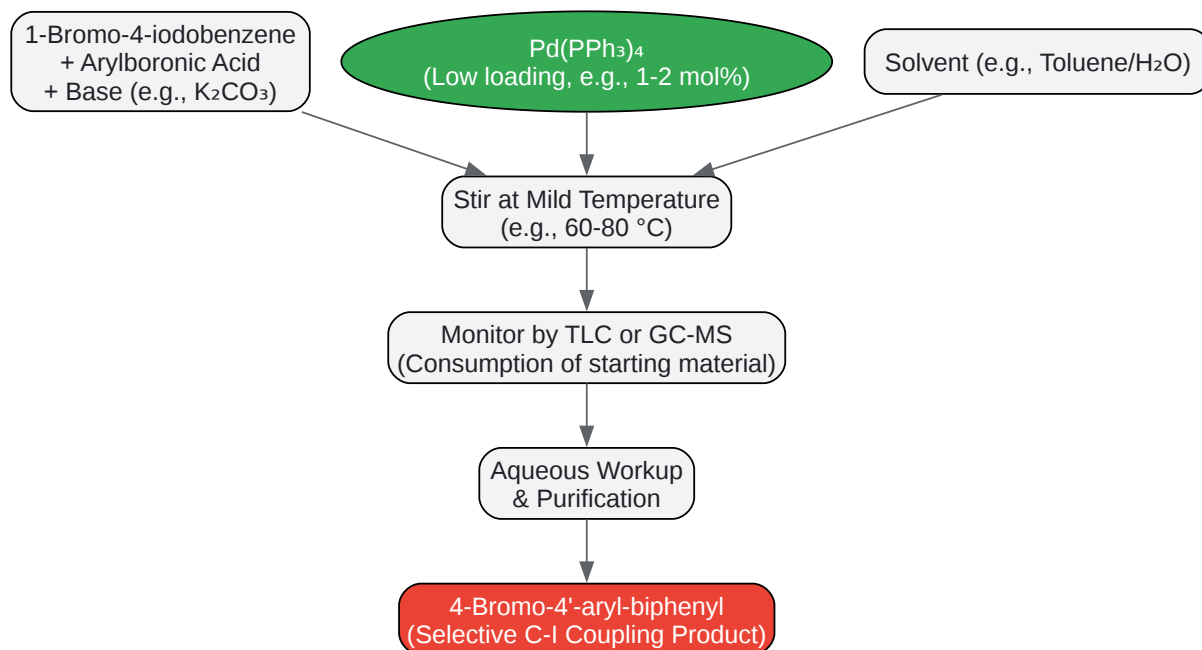 1-Bromo-4-iodobenzene
+ Arylboronic Acid
+ Base (e.g., K₂CO₃)
Pd(PPh₃)₄
(Low loading, e.g., 1-2 mol%)
Solvent (e.g., Toluene/H₂O)
Stir at Mild Temperature
(e.g., 60-80 °C)
Monitor by TLC or GC-MS
(Consumption of starting material)
Aqueous Workup
& Purification
4-Bromo-4'-aryl-biphenyl
(Selective C-I Coupling Product)